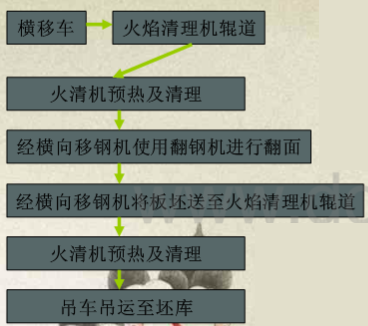 横移车
火焰清理机辊道
火清机预热及清理
经横向移钢机使用翻钢机进行翻面
经横向移钢机将板坯送至火焰清理机辊道
火清机预热及清理
吊车吊运至坯库